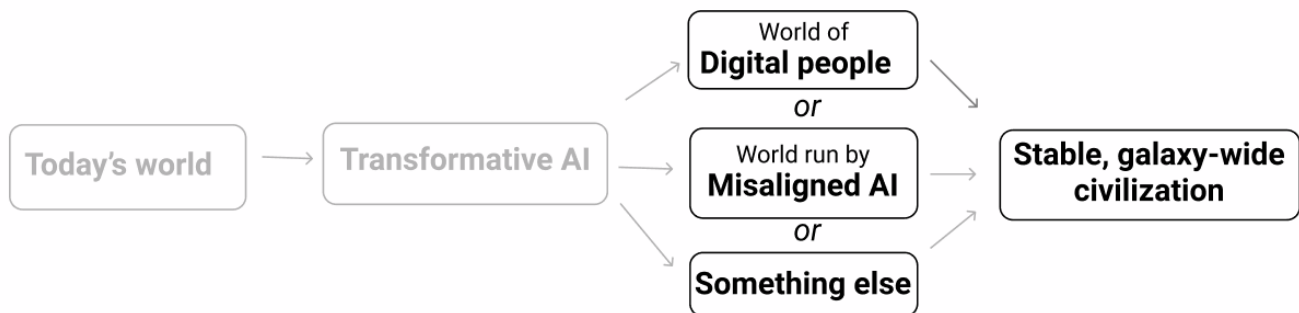 Today's world
Transformative AI
World of
Digital people
or
World run by
Misaligned AI
or
Something else
Stable, galaxy-wide
civilization